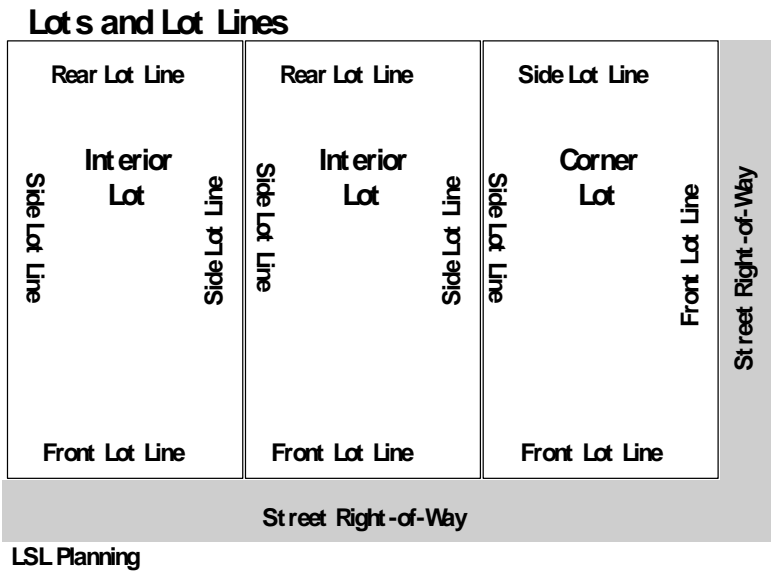 Lots and Lot Lines
Rear Lot Line
Rear Lot Line
Side Lot Line
Interior
Lot
Interior
Lot
Corner
Lot
Side Lot Line
Side Lot Line
Side Lot Line
Side Lot Line
Side Lot Line
Front Lot Line
Street Right-of-Way
Front Lot Line
Front Lot Line
Front Lot Line
Street Right-of-Way
LSL Planning